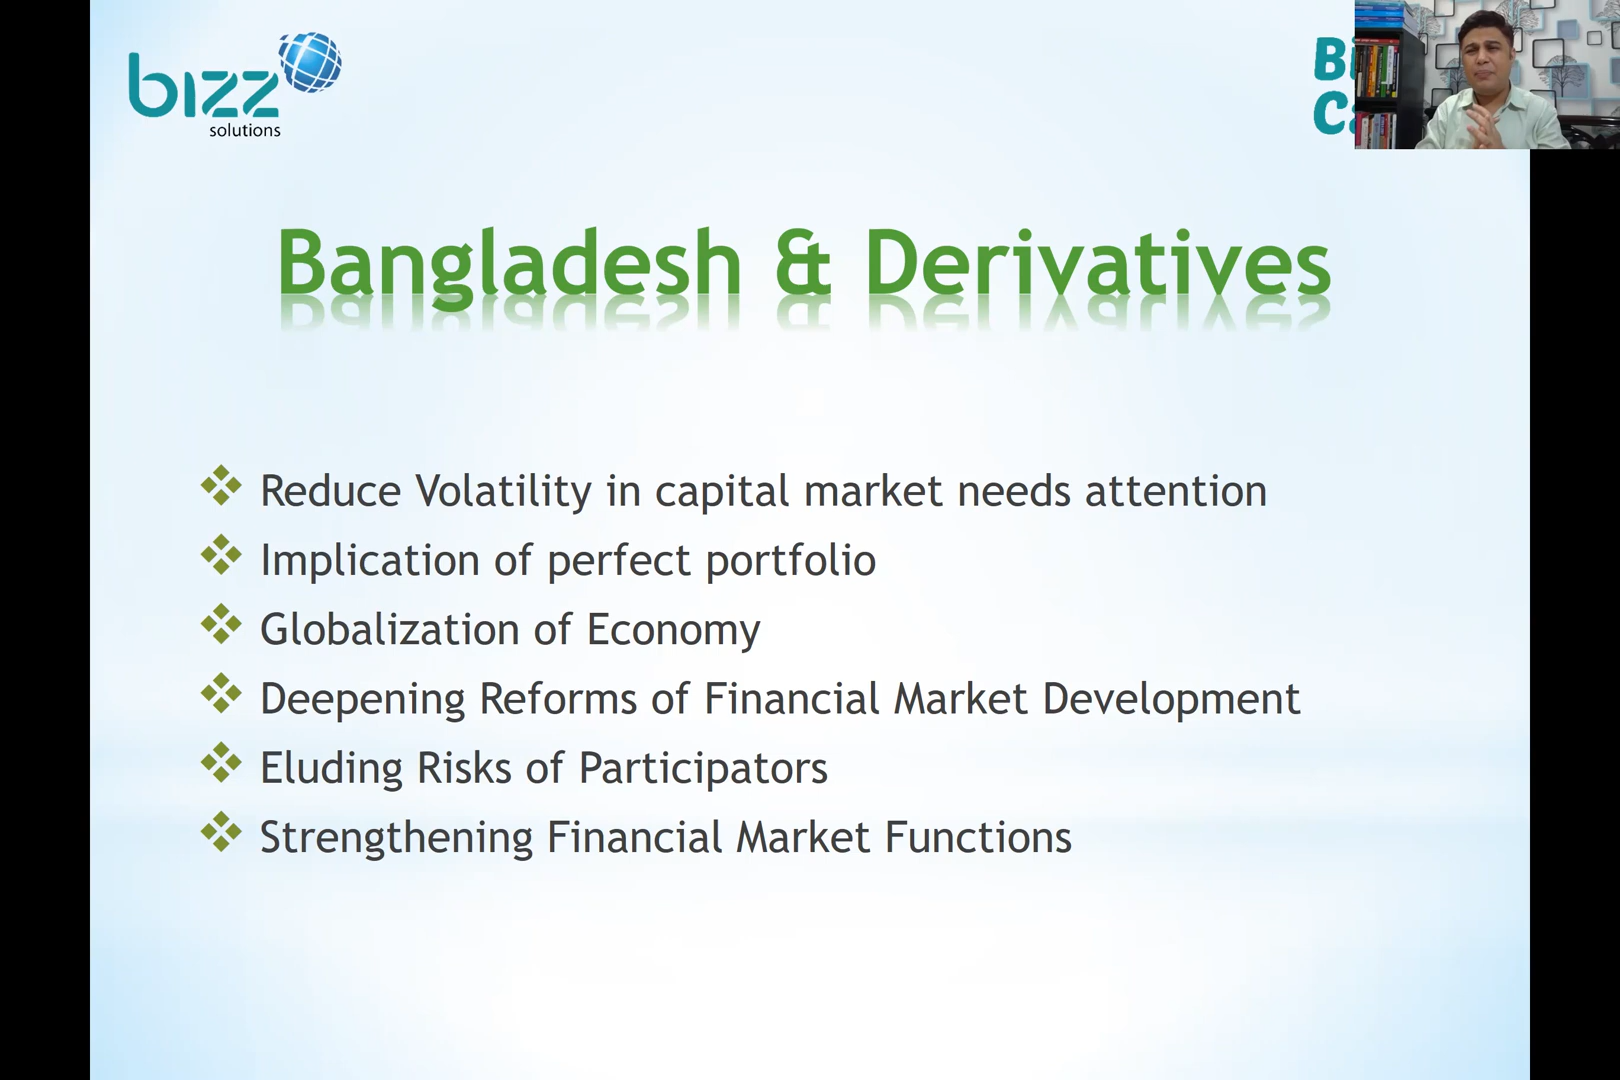 bizz
solutions
Bangladesh & Derivatives
Reduce Volatility in capital market needs attention
Implication of perfect portfolio
Globalization of Economy
Deepening Reforms of Financial Market Development
Eluding Risks of Participators
Strengthening Financial Market Functions